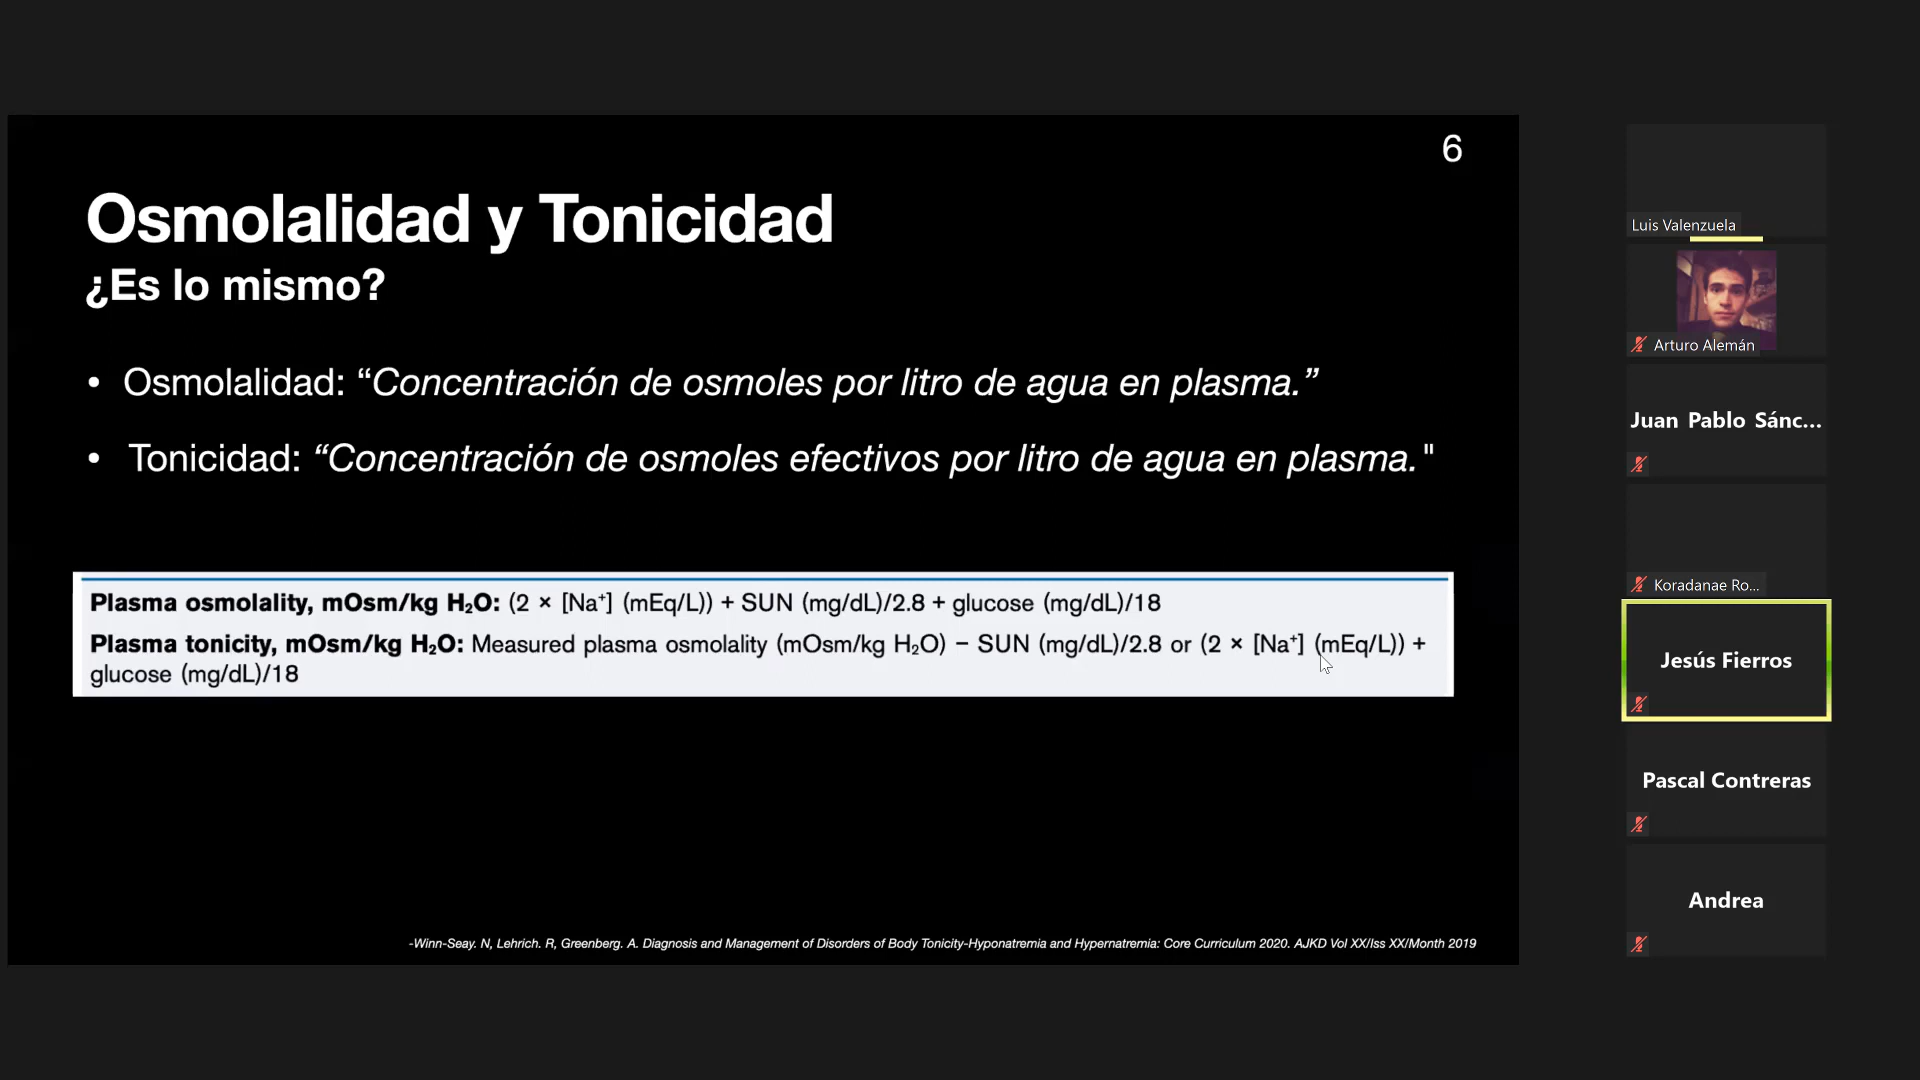 6
Osmolalidad y Tonicidad
¿Es lo mismo?
• Osmolalidad: “Concentración de osmoles por litro de agua en plasma.”
• Tonicidad: “Concentración de osmoles efectivos por litro de agua en plasma."
Plasma osmolality, mOsm/kg H₂O: (2 × [Na⁺] (mEq/L)) + SUN (mg/dL)/2.8 + glucose (mg/dL)/18
Plasma tonicity, mOsm/kg H₂O: Measured plasma osmolality (mOsm/kg H₂O) − SUN (mg/dL)/2.8 or (2 × [Na⁺] (mEq/L)) +
glucose (mg/dL)/18
-Winn-Seay. N, Lehrich. R, Greenberg. A. Diagnosis and Management of Disorders of Body Tonicity-Hyponatremia and Hypernatremia: Core Curriculum 2020. AJKD Vol XX/Iss XX/Month 2019
Luis Valenzuela
Arturo Alemán
Juan Pablo Sánc...
Koradanae Ro...
Jesús Fierros
Pascal Contreras
Andrea